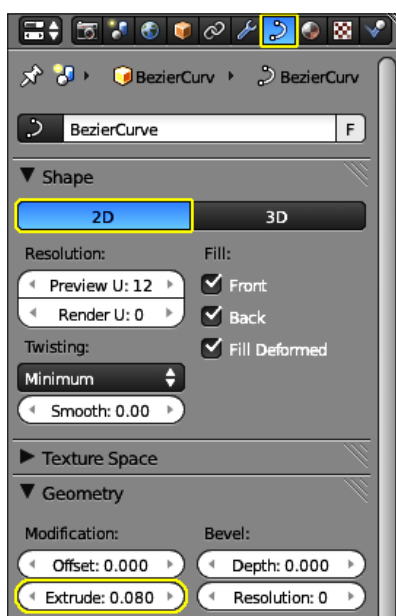 BezierCurv BezierCurv
BezierCurve F
Shape
2D 3D
Resolution: Fill:
Preview U: 12 Front
Render U: 0 Back
Twisting: Fill Deformed
Minimum
Smooth: 0.00
Texture Space
Geometry
Modification: Bevel:
Offset: 0.000 Depth: 0.000
Extrude: 0.080 Resolution: 0